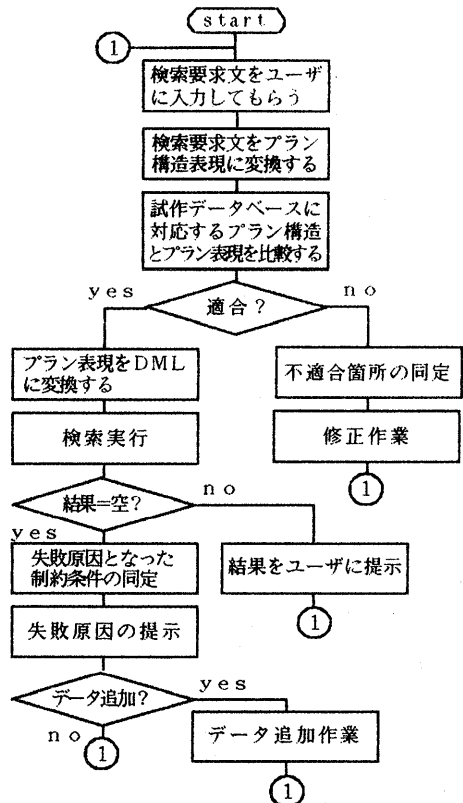 start
1
検索要求文をユーザ
に入力してもらう
検索要求文をプラン
構造表現に変換する
試作データベースに
対応するプラン構造
とプラン表現を比較する
yes
適合?
no
プラン表現をDML
に変換する
不適合箇所の同定
検索実行
修正作業
1
結果=空?
no
yes
失敗原因となった
制約条件の同定
結果をユーザに提示
1
失敗原因の提示
データ追加?
yes
no
1
データ追加作業
1